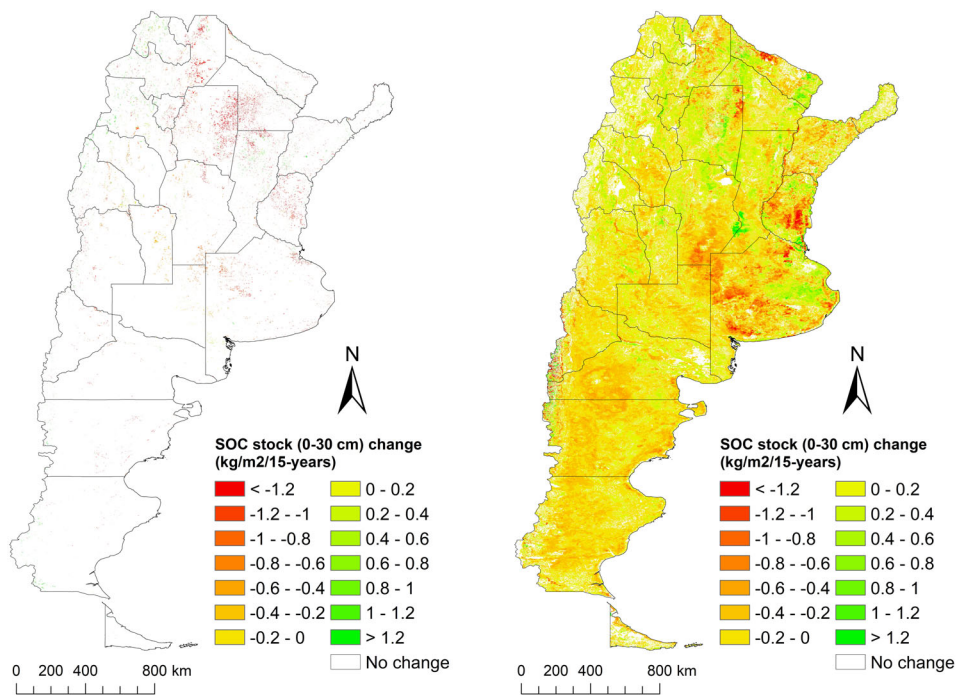 N
SOC stock (0-30 cm) change
(kg/m2/15-years)
< -1.2 0 - 0.2
-1.2 - -1 0.2 - 0.4
-1 - -0.8 0.4 - 0.6
-0.8 - -0.6 0.6 - 0.8
-0.6 - -0.4 0.8 - 1
-0.4 - -0.2 1 - 1.2
-0.2 - 0 > 1.2
No change
0 200 400 800 km
N
SOC stock (0-30 cm) change
(kg/m2/15-years)
< -1.2 0 - 0.2
-1.2 - -1 0.2 - 0.4
-1 - -0.8 0.4 - 0.6
-0.8 - -0.6 0.6 - 0.8
-0.6 - -0.4 0.8 - 1
-0.4 - -0.2 1 - 1.2
-0.2 - 0 > 1.2
No change
0 200 400 800 km